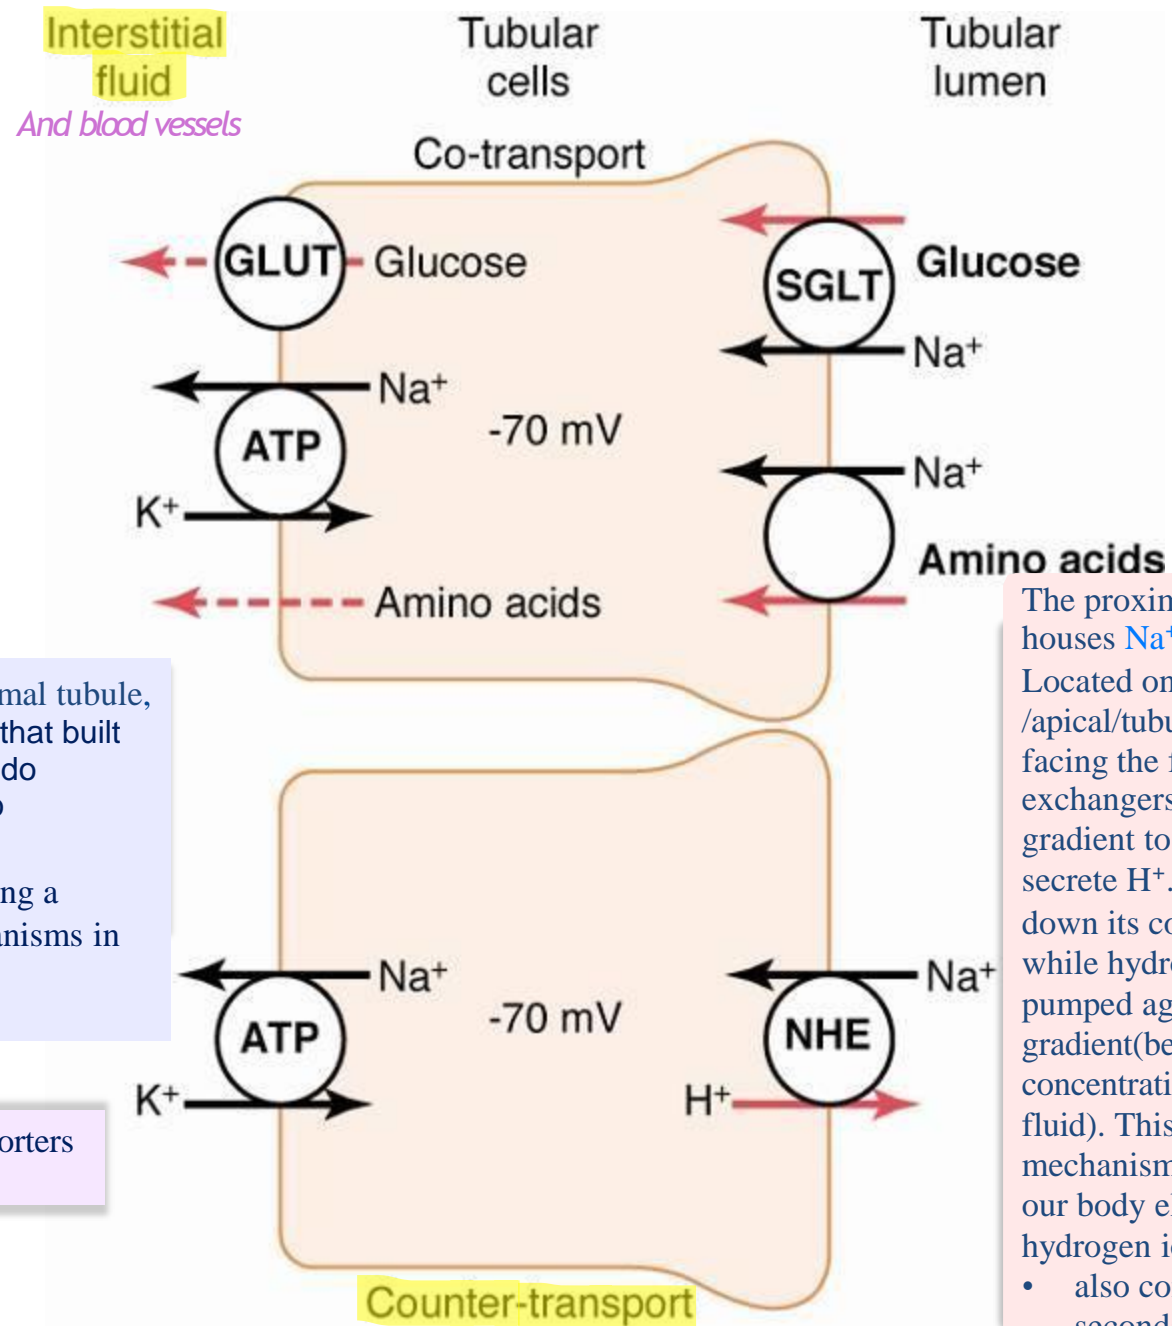 Interstitial
fluid
And blood vessels
Tubular
cells
Tubular
lumen
Co-transport
GLUT
Glucose
SGLT
Glucose
Na⁺
Na⁺
ATP
-70 mV
K⁺
Na⁺
Amino acids
Amino acids
mal tubule,
that built
do
ng a
anisms in
orters
The proxin
houses Na⁺
Located on
/apical/tubu
facing the f
exchangers
gradient to
secrete H⁺.
down its co
while hydro
pumped ag
gradient(be
concentrati
fluid). This
mechanism
our body el
hydrogen i
• also co
second
Na⁺
ATP
-70 mV
K⁺
Na⁺
NHE
H⁺
Counter-transport